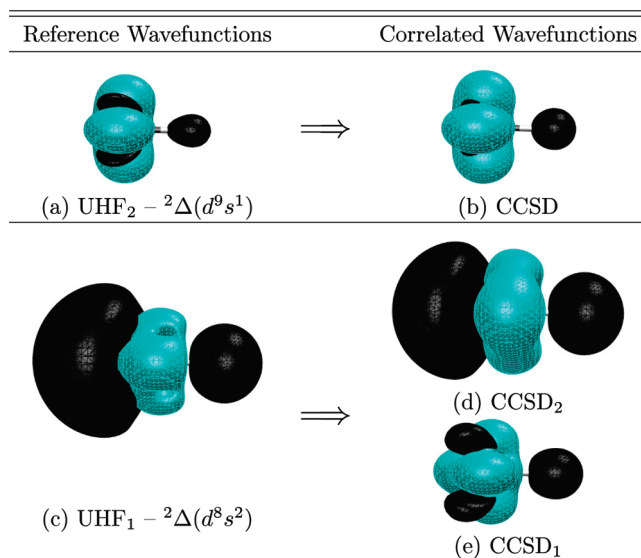 Reference Wavefunctions Correlated Wavefunctions
⟹
(a) UHF₂ – ²Δ(d⁹s¹) (b) CCSD
(d) CCSD₂
⟹
(c) UHF₁ – ²Δ(d⁸s²)
(e) CCSD₁